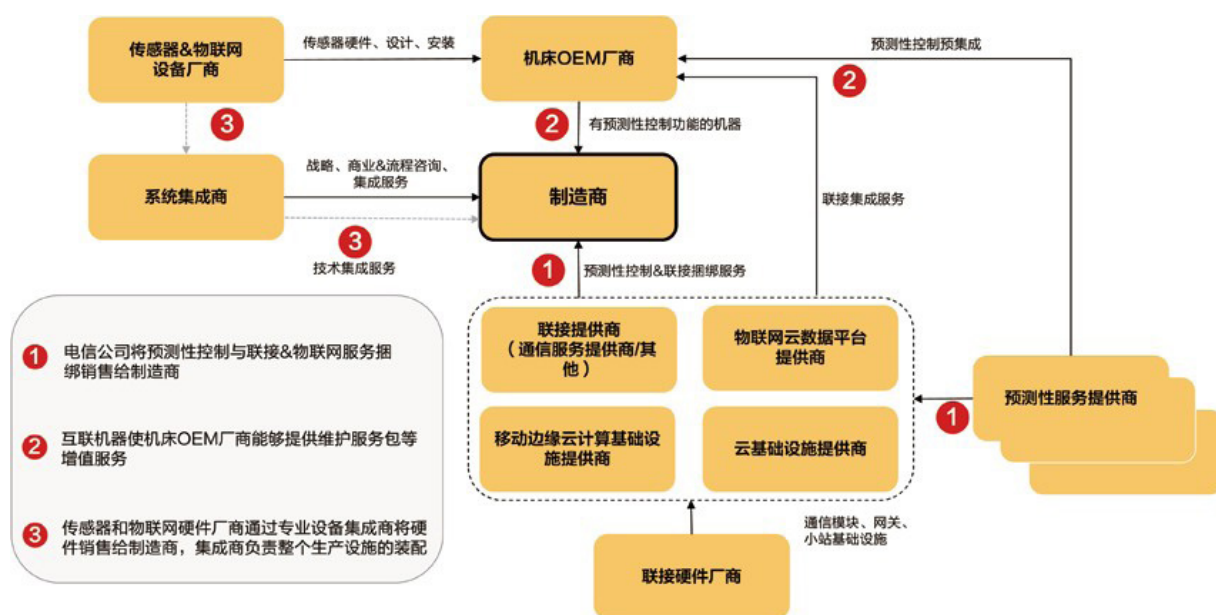 传感器&物联网
设备厂商
传感器硬件、设计、安装
机床OEM厂商
预测性控制预集成
2
3
2
有预测性控制功能的机器
系统集成商
战略、商业&流程咨询、
集成服务
制造商
联接集成服务
3
技术集成服务
1
预测性控制&联接捆绑服务
联接提供商
（通信服务提供商/其
他）
物联网云数据平台
提供商
移动边缘云计算基础设
施提供商
云基础设施提供商
1
预测性服务提供商
通信模块、网关、
小站基础设施
联接硬件厂商
1
电信公司将预测性控制与联接&物联网服务捆
绑销售给制造商
2
互联机器使机床OEM厂商能够提供维护服务包等
增值服务
3
传感器和物联网硬件厂商通过专业设备集成商将硬
件销售给制造商，集成商负责整个生产设施的装配